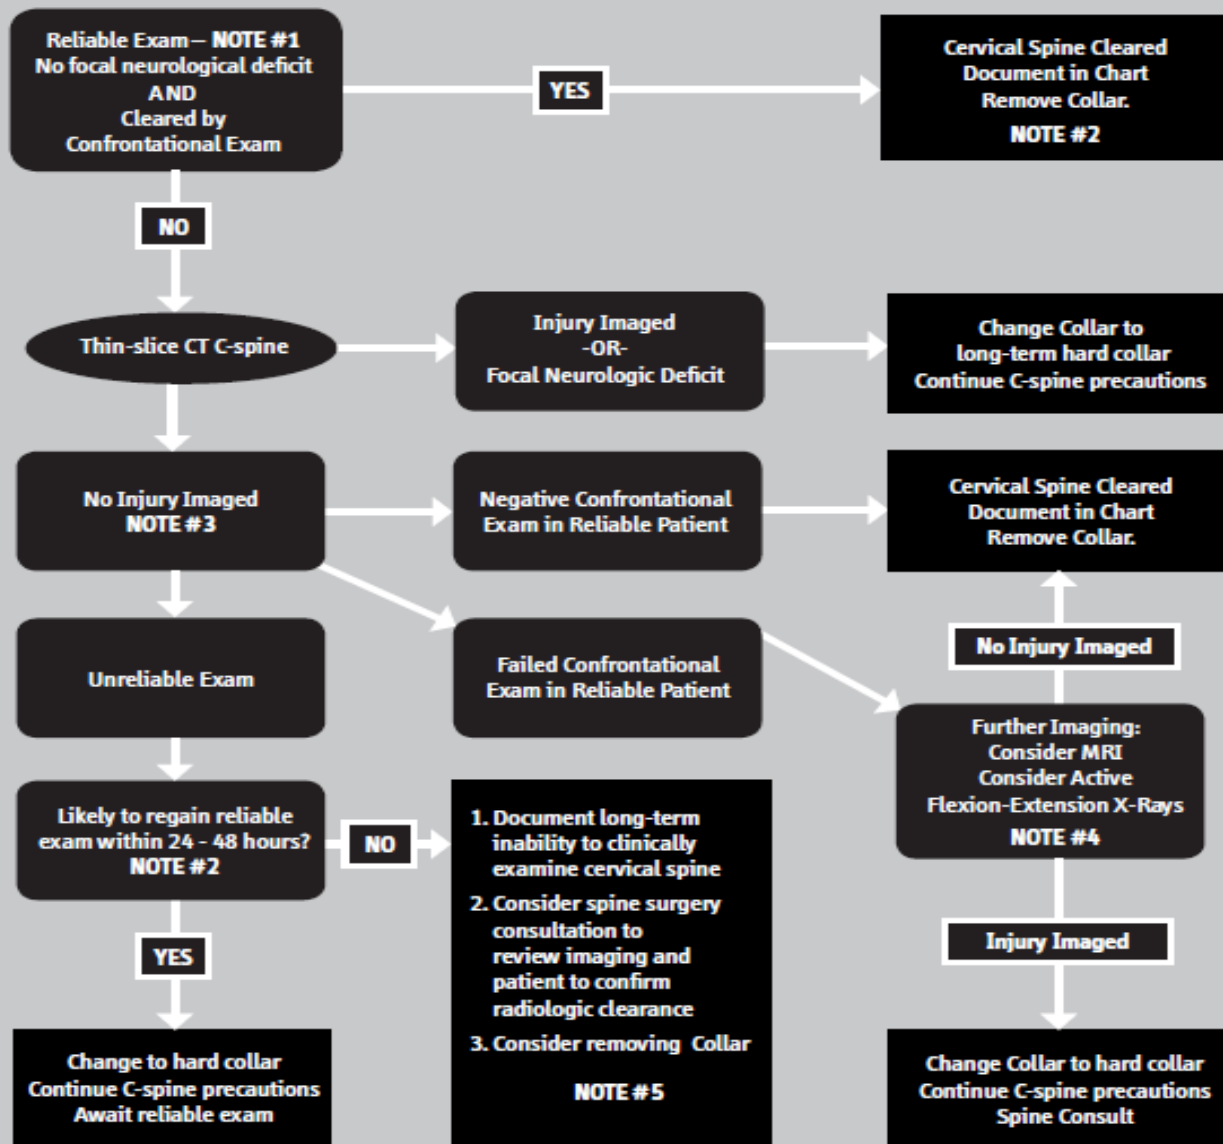 Reliable Exam — NOTE #1
No focal neurological deficit
AND
Cleared by
Confrontational Exam
YES
Cervical Spine Cleared
Document in Chart
Remove Collar.
NOTE #2
NO
Thin-slice CT C-spine
Injury Imaged
-OR-
Focal Neurologic Deficit
Change Collar to
long-term hard collar
Continue C-spine precautions
No Injury Imaged
NOTE #3
Negative Confrontational
Exam in Reliable Patient
Cervical Spine Cleared
Document in Chart
Remove Collar.
No Injury Imaged
Unreliable Exam
Failed Confrontational
Exam in Reliable Patient
Further Imaging:
Consider MRI
Consider Active
Flexion-Extension X-Rays
NOTE #4
Likely to regain reliable
exam within 24 - 48 hours?
NOTE #2
NO
1. Document long-term
inability to clinically
examine cervical spine
2. Consider spine surgery
consultation to
review imaging and
patient to confirm
radiologic clearance
3. Consider removing Collar
NOTE #5
Injury Imaged
YES
Change to hard collar
Continue C-spine precautions
Await reliable exam
Change Collar to hard collar
Continue C-spine precautions
Spine Consult